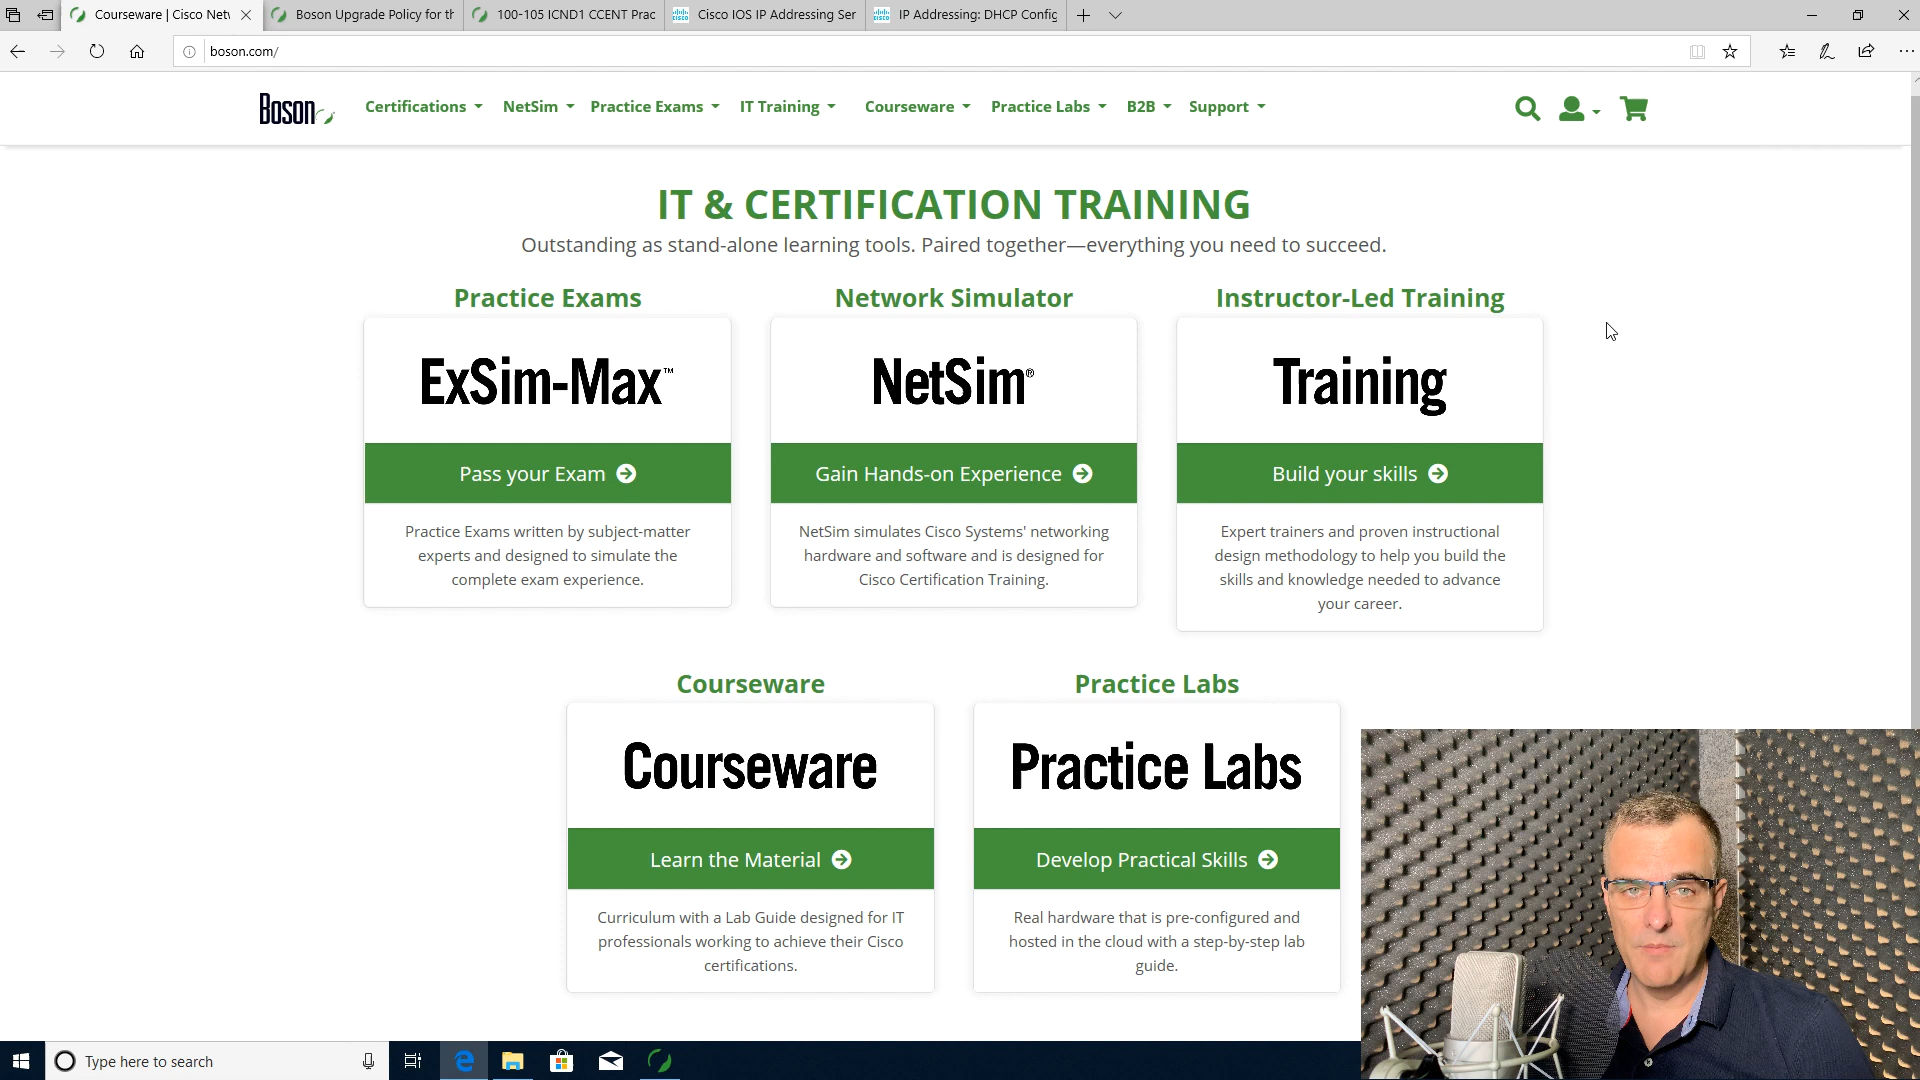 Courseware | Cisco Net
Boson Upgrade Policy for th
100-105 ICND1 CCENT Prac
Cisco IOS IP Addressing Ser
IP Addressing: DHCP Config
boson.com/
Boson
Certifications
NetSim
Practice Exams
IT Training
Courseware
Practice Labs
B2B
Support
IT & CERTIFICATION TRAINING
Outstanding as stand-alone learning tools. Paired together—everything you need to succeed.
Practice Exams
ExSim-Max™
Pass your Exam
Practice Exams written by subject-matter
experts and designed to simulate the
complete exam experience.
Network Simulator
NetSim®
Gain Hands-on Experience
NetSim simulates Cisco Systems' networking
hardware and software and is designed for
Cisco Certification Training.
Instructor-Led Training
Training
Build your skills
Expert trainers and proven instructional
design methodology to help you build the
skills and knowledge needed to advance
your career.
Courseware
Courseware
Learn the Material
Curriculum with a Lab Guide designed for IT
professionals working to achieve their Cisco
certifications.
Practice Labs
Practice Labs
Develop Practical Skills
Real hardware that is pre-configured and
hosted in the cloud with a step-by-step lab
guide.
Type here to search